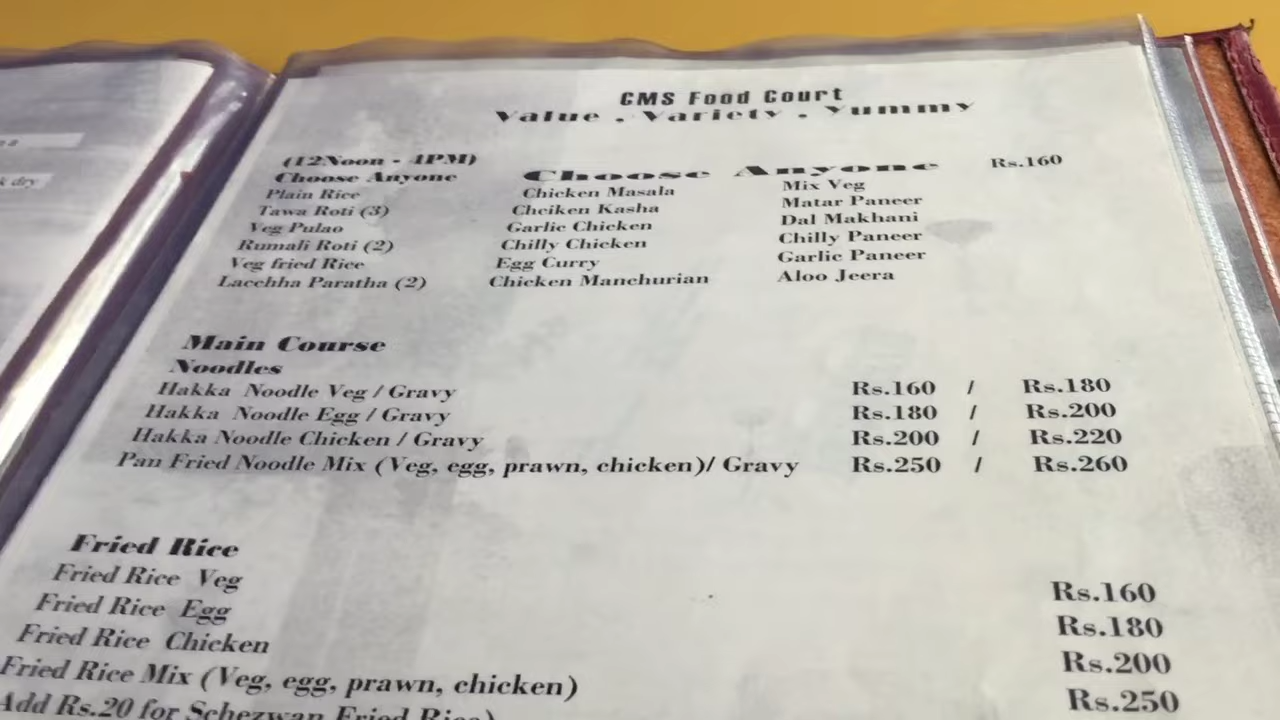 a
k dry
CMS Food Court
Value . Variety . Yummy
(12Noon - 4PM) Choose Anyone Rs.160
Choose Anyone
Plain Rice Chicken Masala Mix Veg
Tawa Roti (3) Cheiken Kasha Matar Paneer
Veg Pulao Garlic Chicken Dal Makhani
Rumali Roti (2) Chilly Chicken Chilly Paneer
Veg fried Rice Egg Curry Garlic Paneer
Lacchha Paratha (2) Chicken Manchurian Aloo Jeera
Main Course
Noodles
Hakka Noodle Veg / Gravy Rs.160 / Rs.180
Hakka Noodle Egg / Gravy Rs.180 / Rs.200
Hakka Noodle Chicken / Gravy Rs.200 / Rs.220
Pan Fried Noodle Mix (Veg, egg, prawn, chicken)/ Gravy Rs.250 / Rs.260
Fried Rice
Fried Rice Veg Rs.160
Fried Rice Egg Rs.180
Fried Rice Chicken Rs.200
Fried Rice Mix (Veg, egg, prawn, chicken) Rs.250
Add Rs.20 for Schezwan Fried Rice)